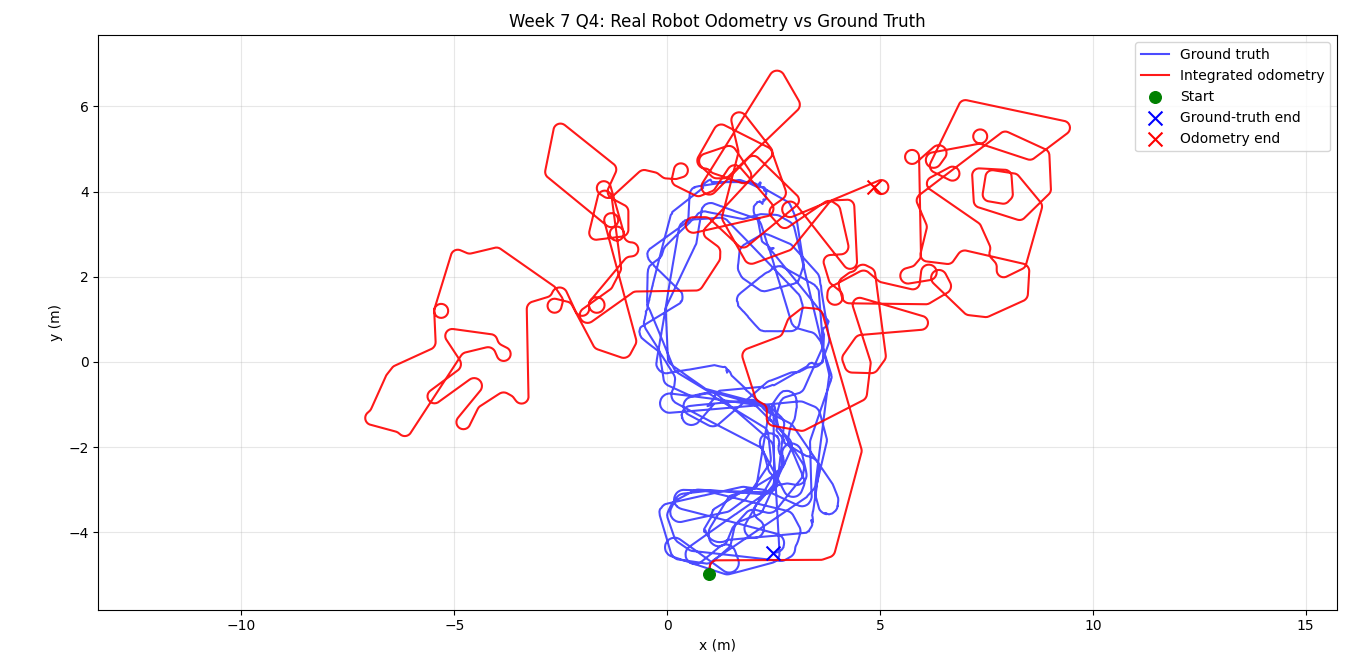 Week 7 Q4: Real Robot Odometry vs Ground Truth
Ground truth
Integrated odometry
Start
Ground-truth end
Odometry end
y (m)
6
4
2
0
−2
−4
−10
−5
0
5
10
15
x (m)